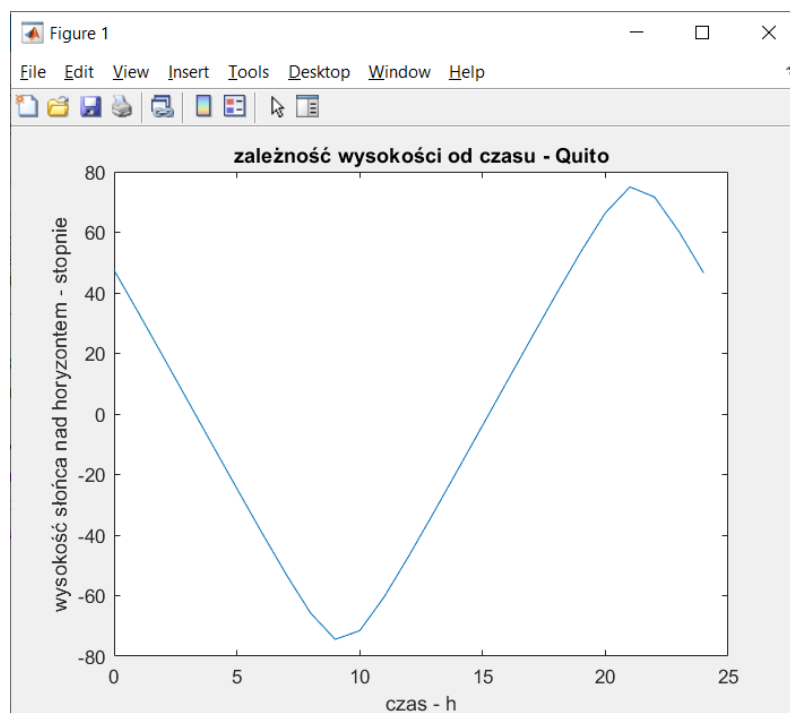 Figure 1
File Edit View Insert Tools Desktop Window Help
zależność wysokości od czasu - Quito
wysokość słońca nad horyzontem - stopnie
80
60
40
20
0
-20
-40
-60
-80
0 5 10 15 20 25
czas - h